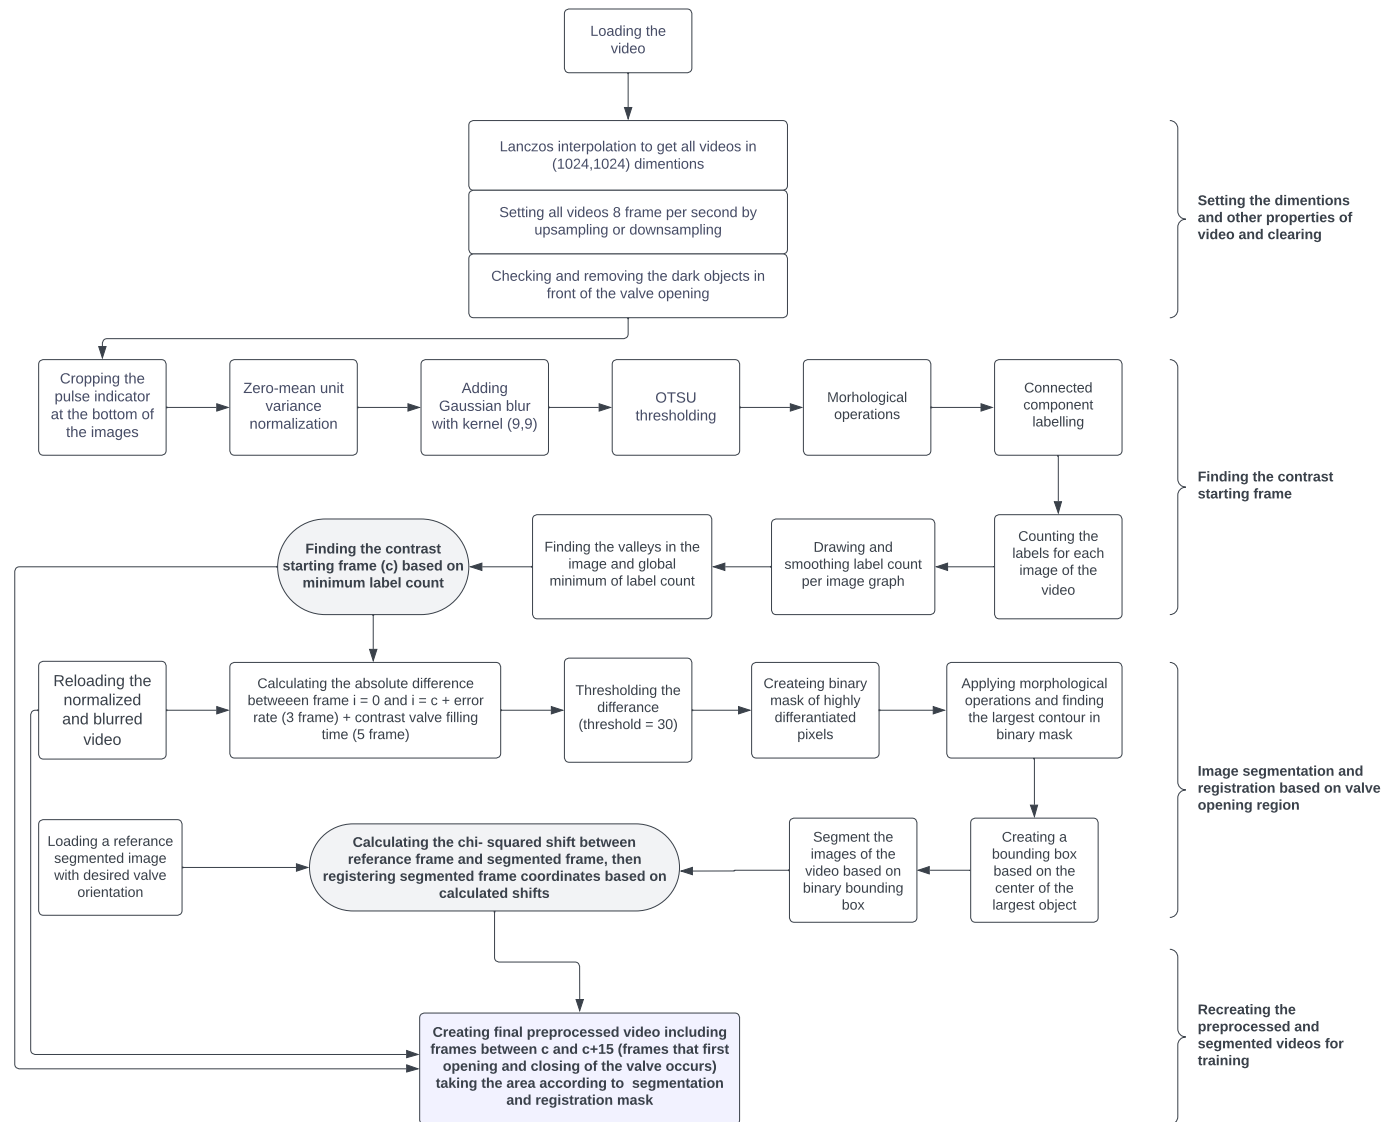 Loading the
video
Lanczos interpolation to get all videos in
(1024,1024) dimentions
Setting all videos 8 frame per second by
upsampling or downsampling
Checking and removing the dark objects in
front of the valve opening
Setting the dimentions
and other properties of
video and clearing
Cropping the
pulse indicator
at the bottom of
the images
Zero-mean unit
variance
normalization
Adding
Gaussian blur
with kernel (9,9)
OTSU
thresholding
Morhological
operations
Connected
component
labelling
Finding the contrast
starting frame
Counting the
labels for each
image of the
video
Drawing and
smoothing label count
per image graph
Finding the valleys in the
image and global
minimum of label count
Finding the contrast
starting frame (c) based on
minimum label count
Reloading the
normalized
and blurred
video
Calculating the absolute difference
betweeen frame i = 0 and i = c + error
rate (3 frame) + contrast valve filling
time (5 frame)
Thresholding the
differance
(threshold = 30)
Createing binary
mask of highly
differantiated
pixels
Applying morphological
operations and finding
the largest contour in
binary mask
Image segmentation and
registration based on valve
opening region
Creating a
bounding box
based on the
center of the
largest object
Segment the
images of the
video based on
binary bounding
box
Loading a referance
segmented image
with desired valve
orientation
Calculating the chi- squared shift between
referance frame and segmented frame, then
registering segmented frame coordinates based on
calculated shifts
Creating final preprocessed video including
frames between c and c+15 (frames that first
opening and closing of the valve occurs)
taking the area according to  segmentation
and registration mask
Recreating the
preprocessed and
segmented videos for
training